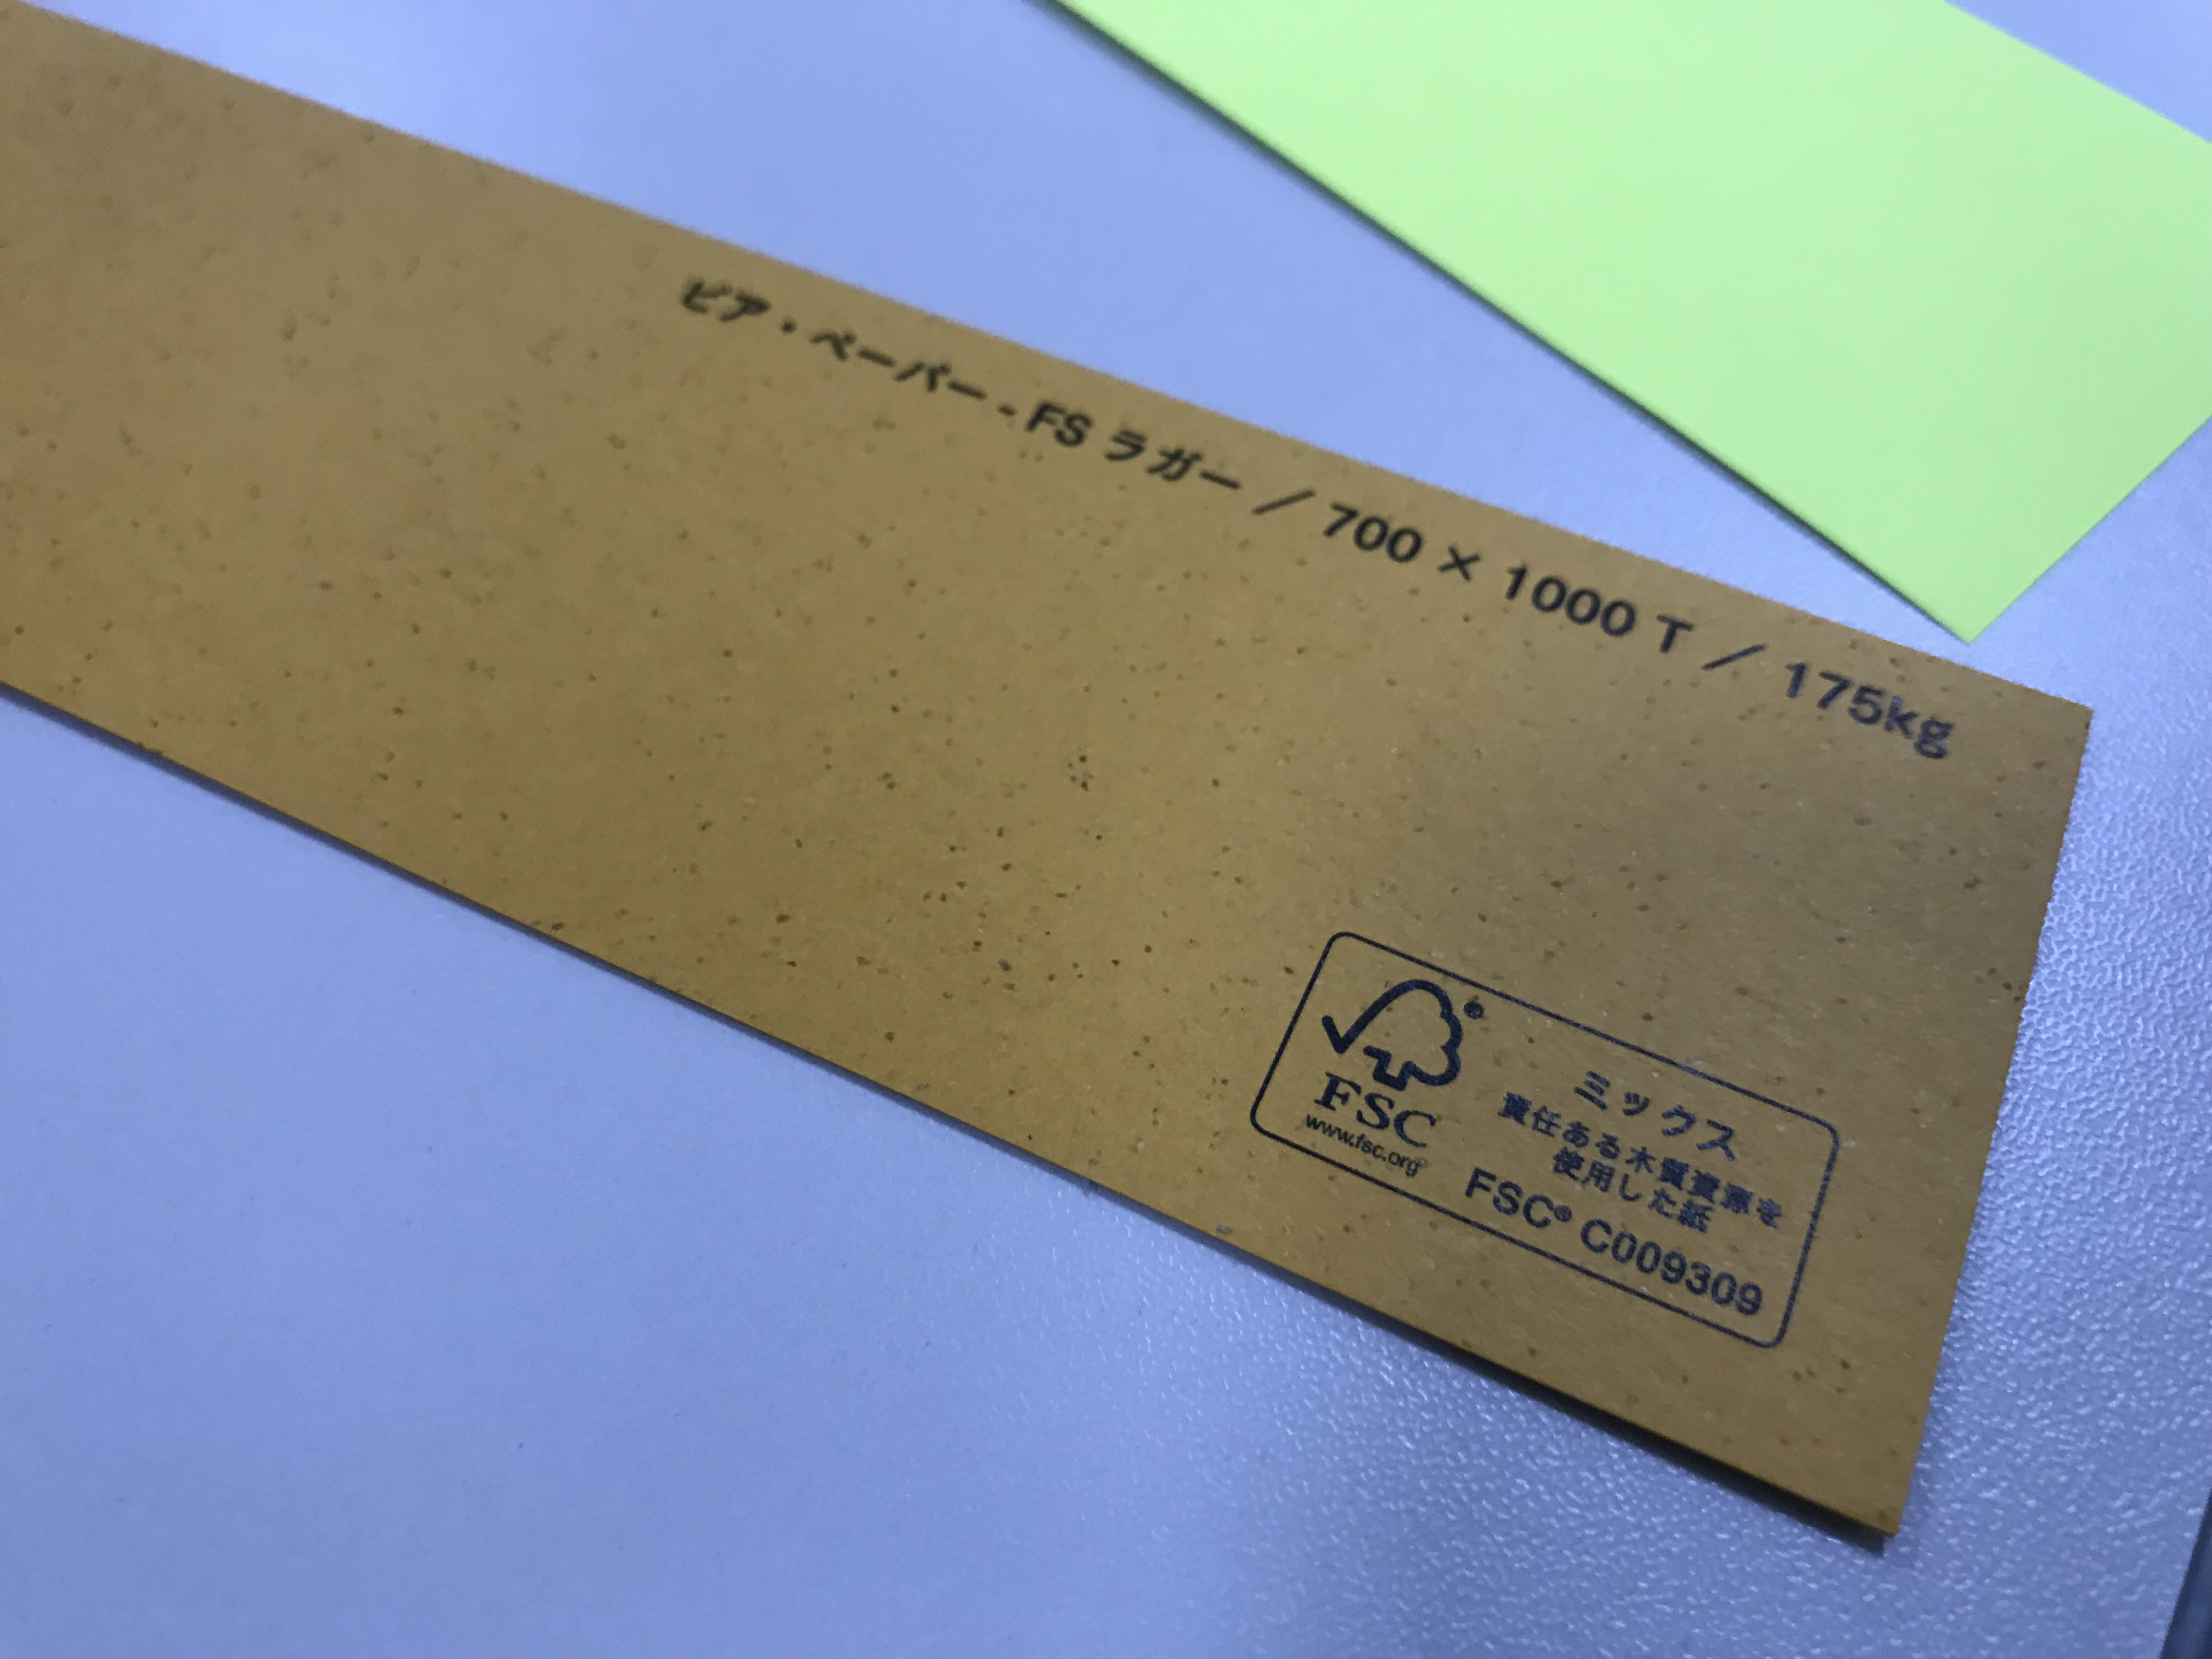 ビア・ペーパー - FS ラガー ／ 700 × 1000 T ／ 175kg
FSC
www.fsc.org
ミックス
責任ある木質資源を
使用した紙
FSC® C009309